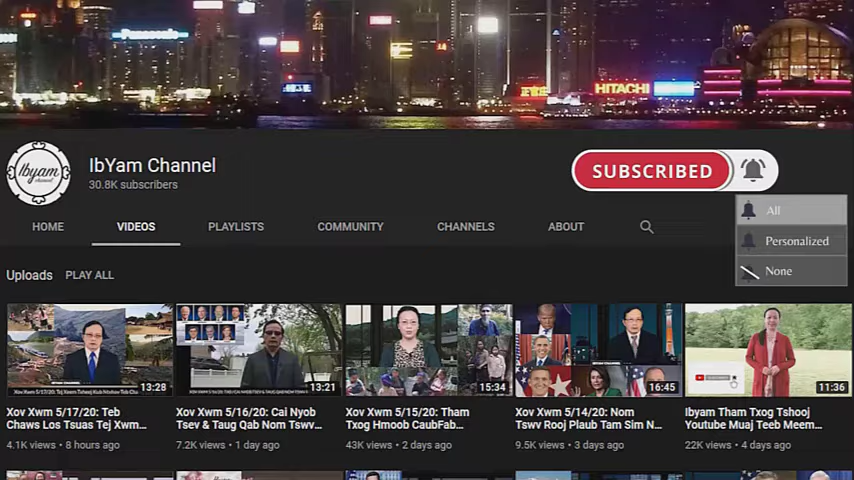 Panasonic
HITACHI
Ibyam
channel
IbYam Channel
30.8K subscribers
SUBSCRIBED
All
Personalized
None
HOME
VIDEOS
PLAYLISTS
COMMUNITY
CHANNELS
ABOUT
Uploads
PLAY ALL
13:28
13:21
15:34
16:45
11:36
Xov Xwm 5/17/20: Teb
Chaws Los Tsuas Tej Xwm...
4.1K views • 8 hours ago
Xov Xwm 5/16/20: Cai Nyob
Tsev & Taug Qab Nom Tswv...
7.2K views • 1 day ago
Xov Xwm 5/15/20: Tham
Txog Hmoob CaubFab...
43K views • 2 days ago
Xov Xwm 5/14/20: Nom
Tswv Rooj Plaub Tam Sim N...
9.5K views • 3 days ago
Ibyam Tham Txog Tshooj
Youtube Muaj Teeb Meem...
22K views • 4 days ago